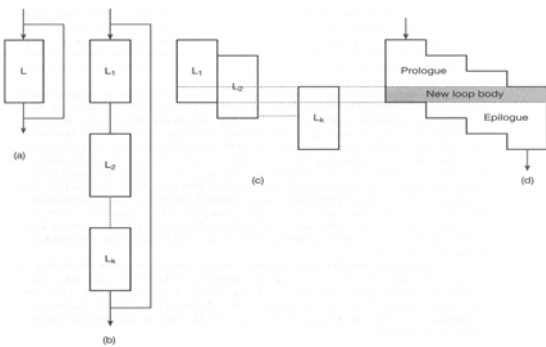 L
(a)
L1
L2
Lk
(b)
L1
L2
Lk
(c)
Prologue
New loop body
Epilogue
(d)